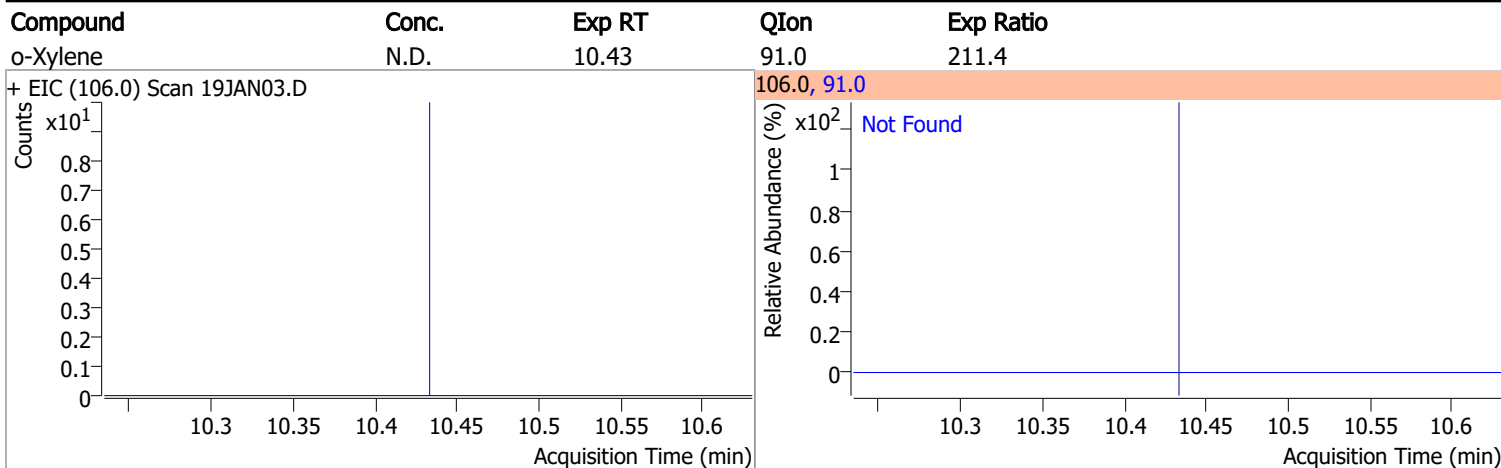 Compound Conc. Exp RT QIon Exp Ratio
o-Xylene N.D. 10.43 91.0 211.4
+ EIC (106.0) Scan 19JAN03.D
Counts
x10¹
0.8
0.7
0.6
0.5
0.4
0.3
0.2
0.1
0
10.3 10.35 10.4 10.45 10.5 10.55 10.6
Acquisition Time (min)
106.0, 91.0
Relative Abundance (%)
x10²
Not Found
1
0.8
0.6
0.4
0.2
0
10.3 10.35 10.4 10.45 10.5 10.55 10.6
Acquisition Time (min)